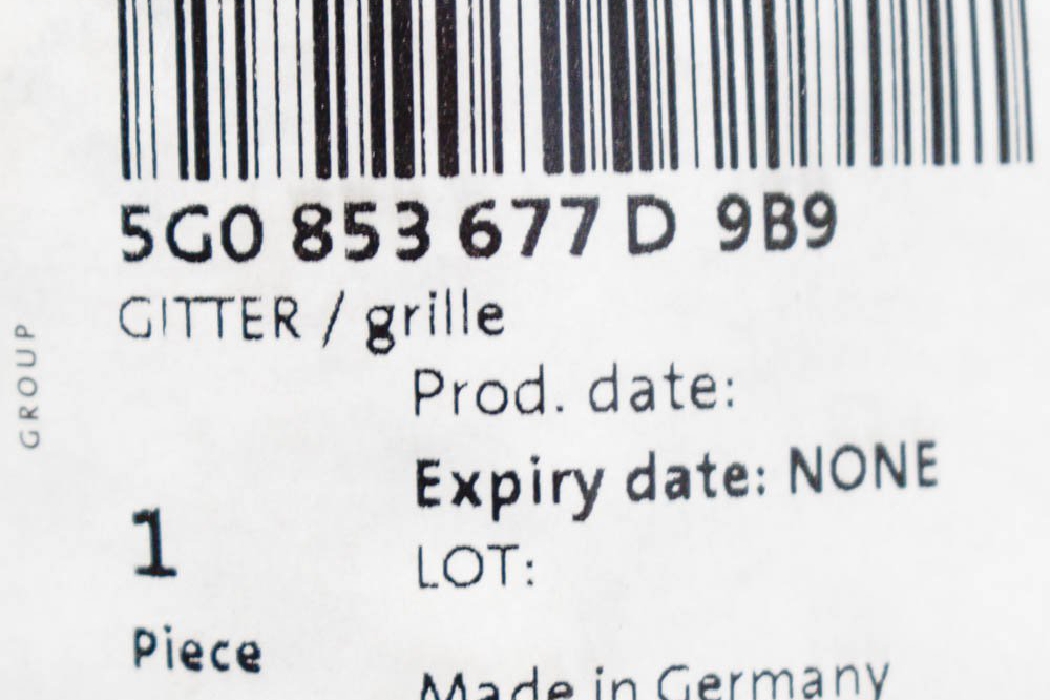 5G0 853 677 D 9B9
GITTER / grille
Prod. date:
Expiry date: NONE
LOT:
1
Piece
Made in Germany
GROUP